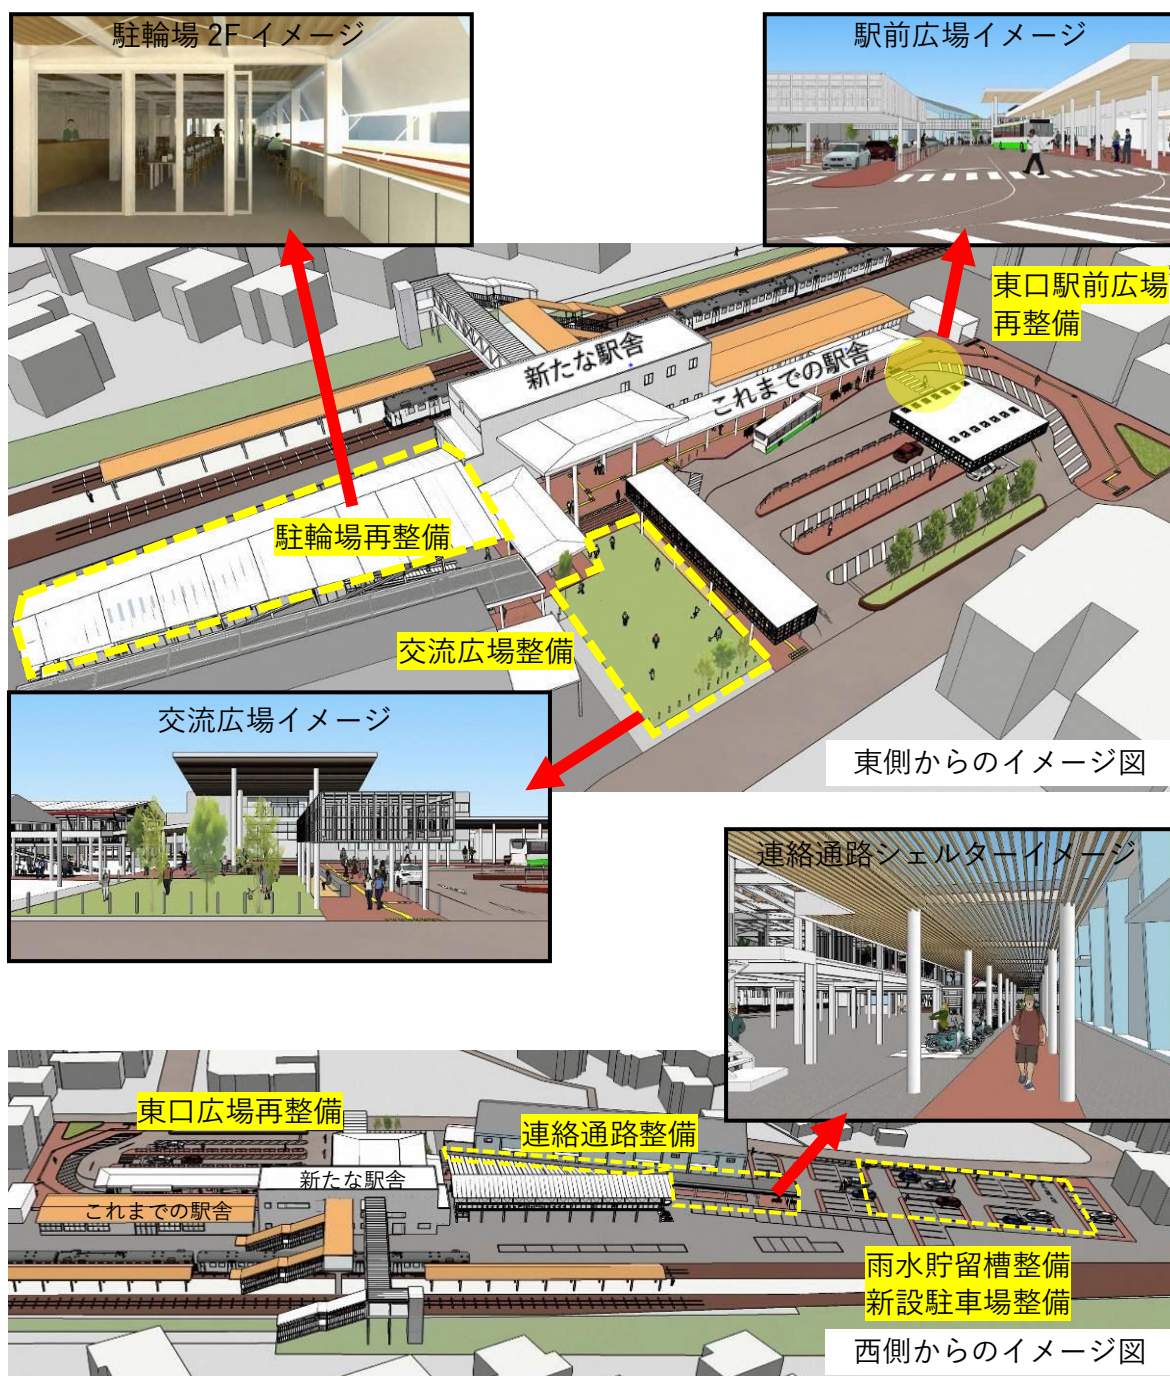 駐輪場 2F イメージ
駅前広場イメージ
東口駅前広場
再整備
新たな駅舎
これまでの駅舎
駐輪場再整備
交流広場整備
交流広場イメージ
東側からのイメージ図
連絡通路シェルターイメージ
東口広場再整備
連絡通路整備
新たな駅舎
これまでの駅舎
雨水貯留槽整備
新設駐車場整備
西側からのイメージ図